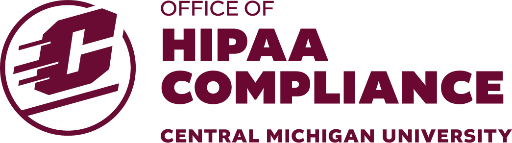 OFFICE OF
HIPAA
COMPLIANCE
CENTRAL MICHIGAN UNIVERSITY
C